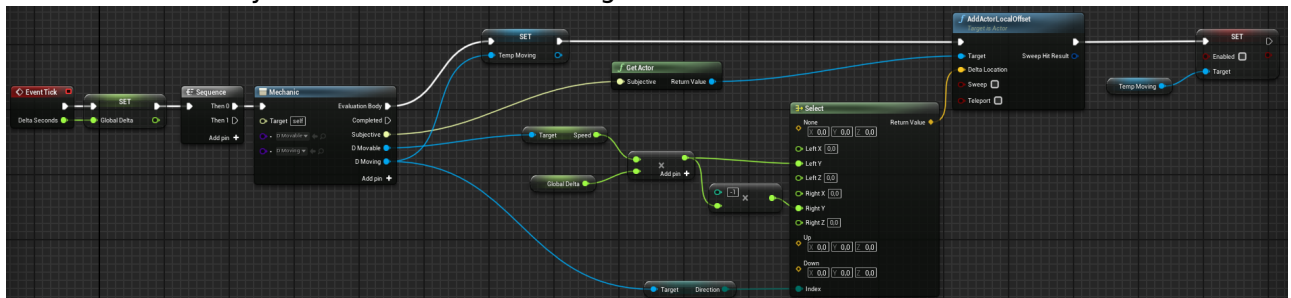 Event Tick
Delta Seconds
SET
Global Delta
Sequence
Then 0
Then 1
Add pin +
Mechanic
Target self
D Movable
D Moving
Evaluation Body
Completed
Subjective
D Movable
D Moving
Add pin +
SET
Temp Moving
f Get Actor
Subjective Return Value
Target Speed
Global Delta
x
Add pin +
-1
x
Select
None
X 0,0 Y 0,0 Z 0,0
Left X 0,0
Left Y
Left Z 0,0
Right X 0,0
Right Y
Right Z 0,0
Up
X 0,0 Y 0,0 Z 0,0
Down
X 0,0 Y 0,0 Z 0,0
Index
Return Value
Target Direction
f AddActorLocalOffset
Target is Actor
Target
Sweep Hit Result
Delta Location
Sweep
Teleport
Temp Moving
SET
Enabled
Target